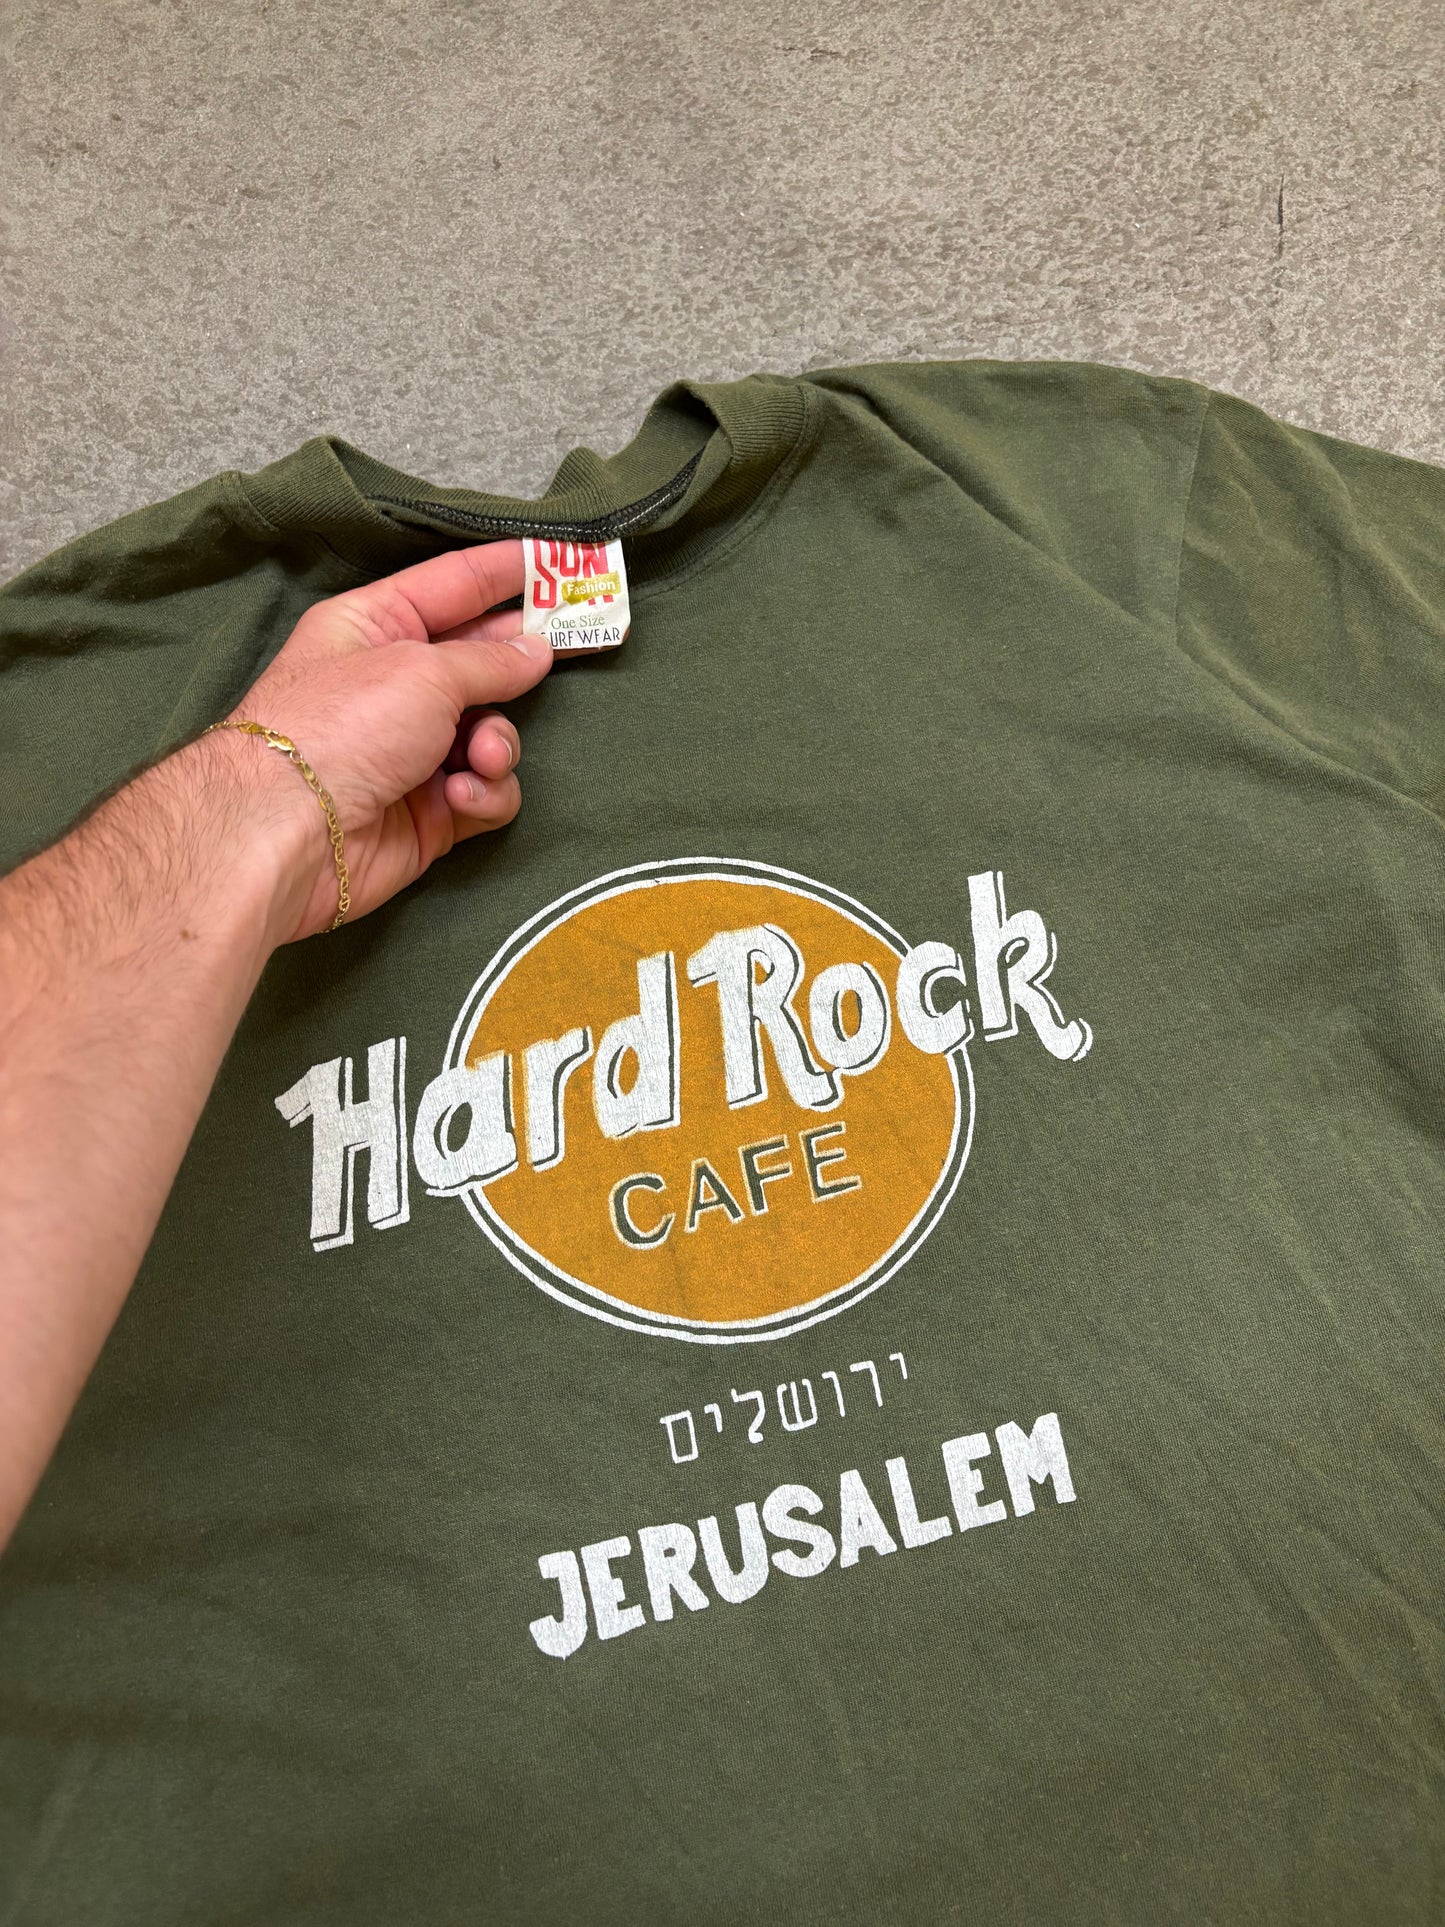 SUN
Fashion
One Size
SURF WEAR
Hard Rock
CAFE
ירושלים
JERUSALEM